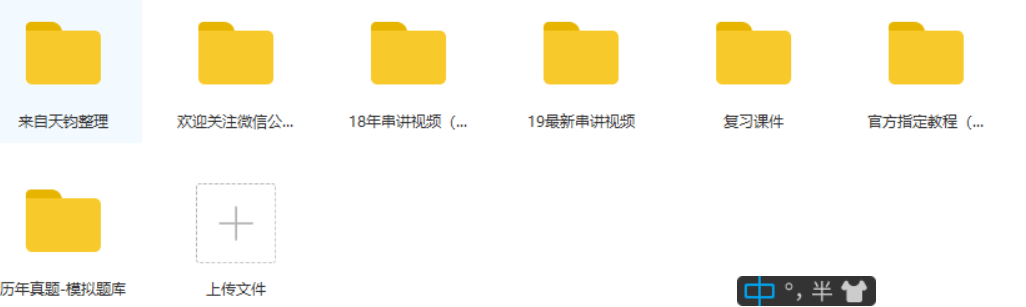 来自天钧整理
欢迎关注微信公...
18年串讲视频（...
19最新串讲视频
复习课件
官方指定教程（...
历年真题-模拟题库
上传文件
中 °, 半